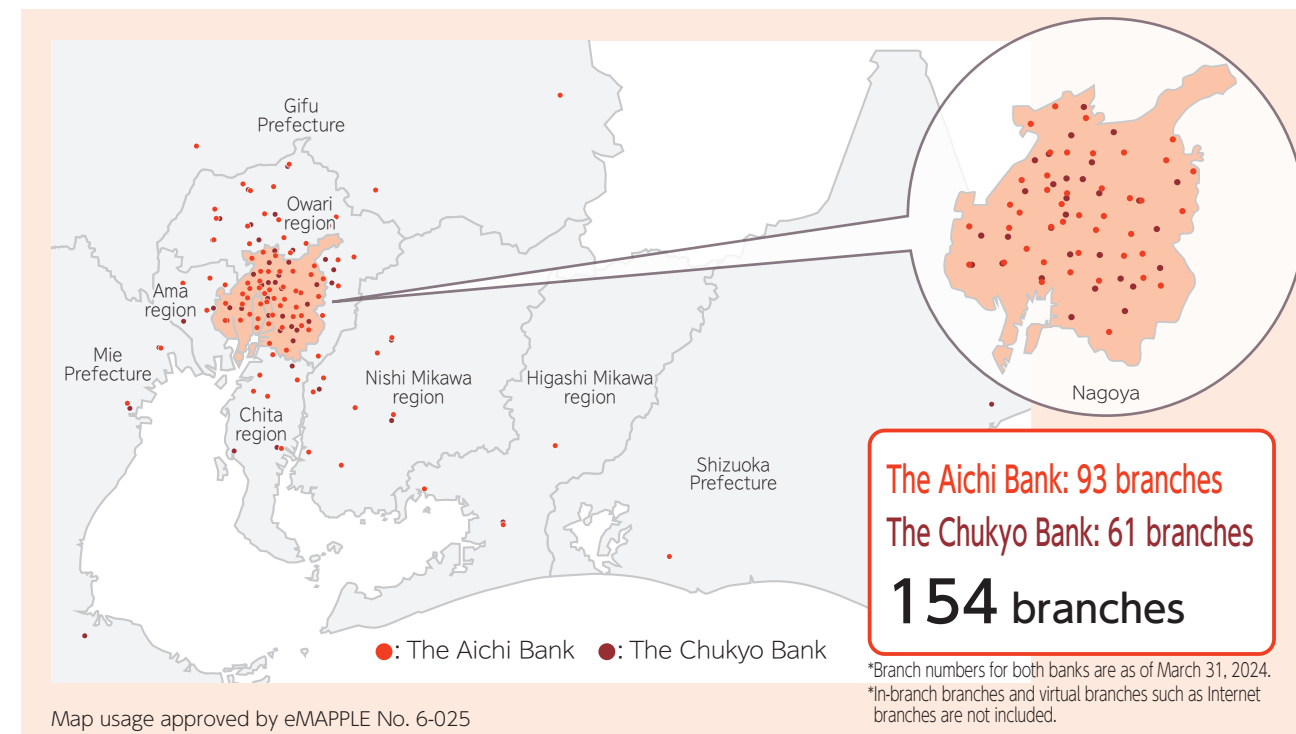 Gifu
Prefecture
Owari
region
Ama
region
Mie
Prefecture
Nishi Mikawa
region
Higashi Mikawa
region
Chita
region
Shizuoka
Prefecture
Nagoya
The Aichi Bank: 93 branches
The Chukyo Bank: 61 branches
154 branches
●: The Aichi Bank ●: The Chukyo Bank
*Branch numbers for both banks are as of March 31, 2024.
*In-branch branches and virtual branches such as Internet
branches are not included.
Map usage approved by eMAPPLE No. 6-025